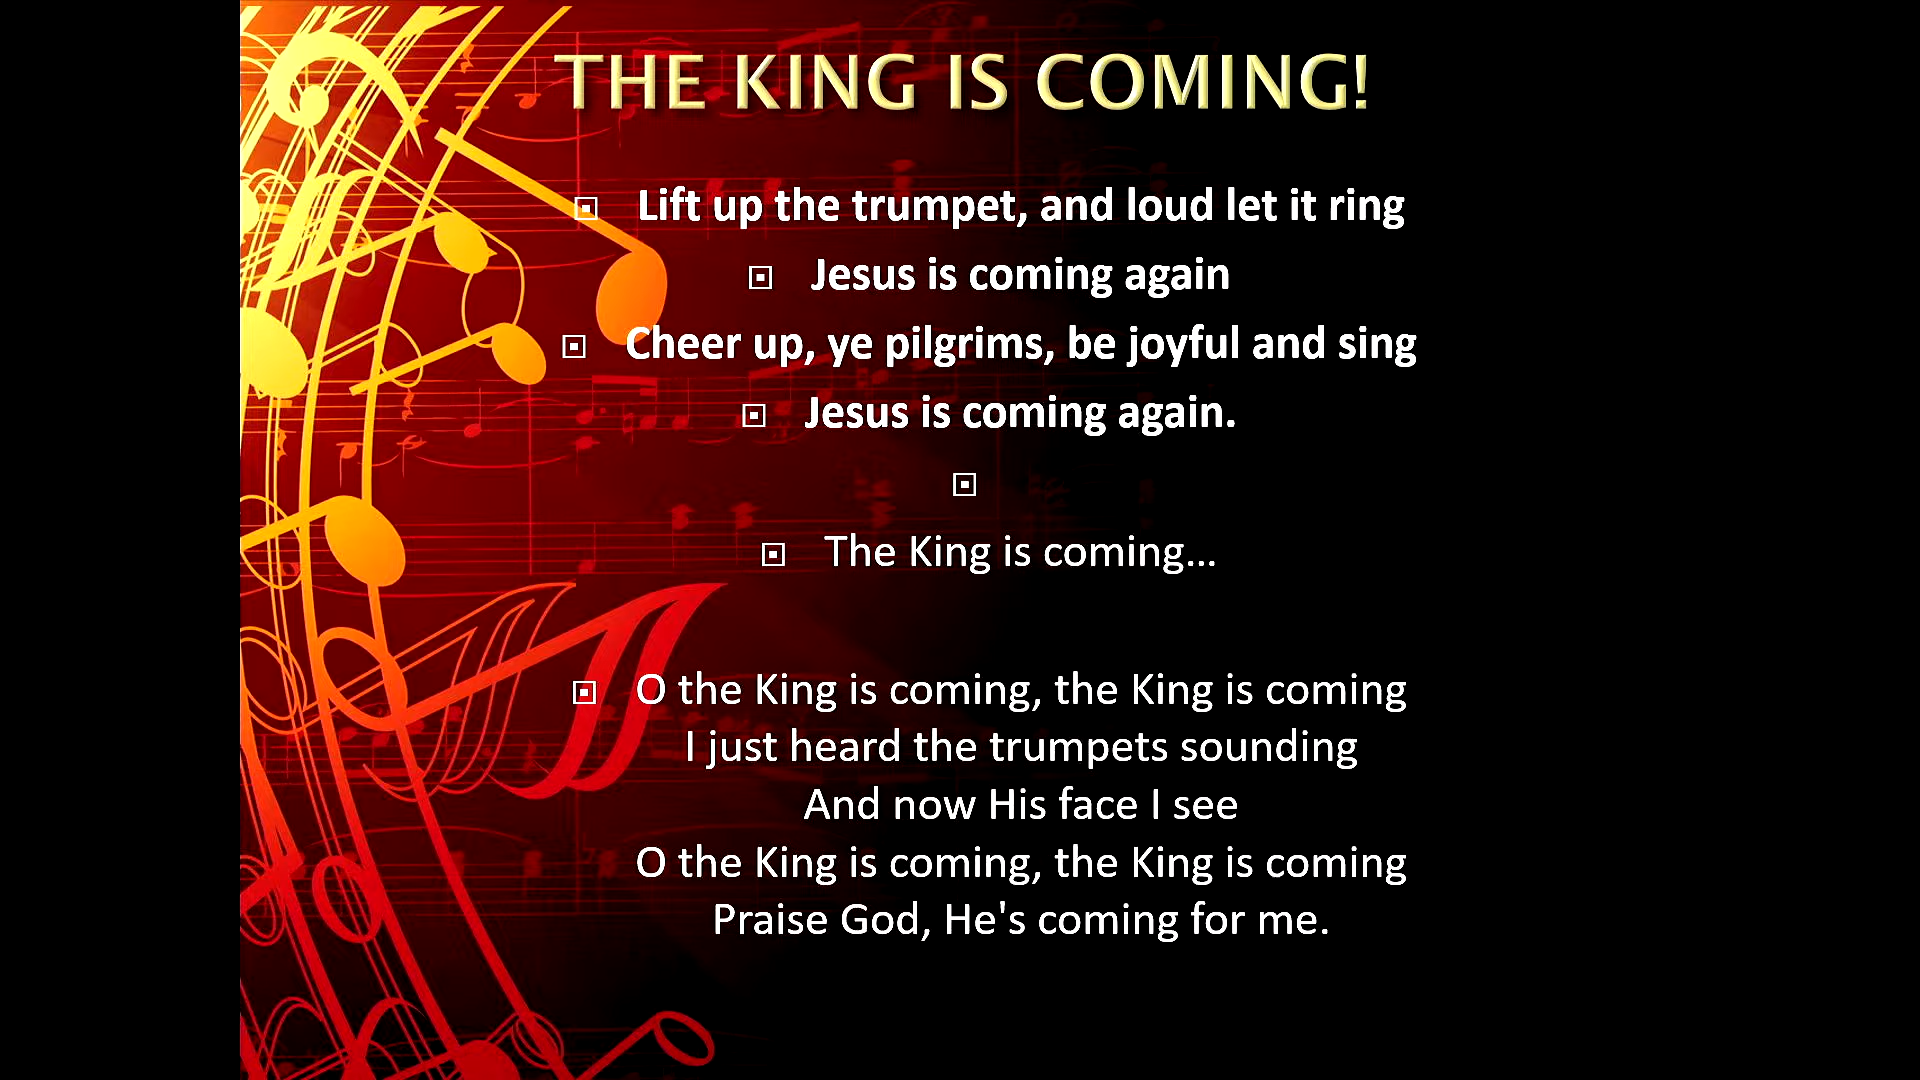 THE KING IS COMING!
Lift up the trumpet, and loud let it ring
Jesus is coming again
Cheer up, ye pilgrims, be joyful and sing
Jesus is coming again.
The King is coming...
O the King is coming, the King is coming
I just heard the trumpets sounding
And now His face I see
O the King is coming, the King is coming
Praise God, He's coming for me.